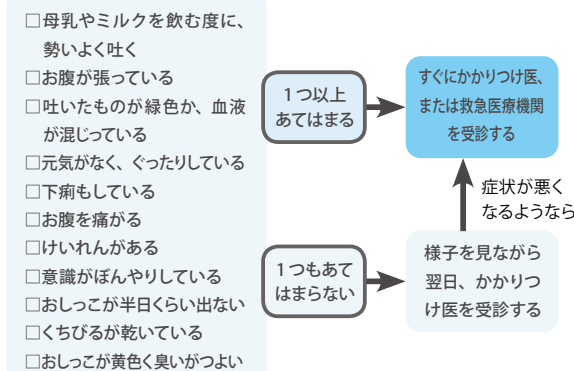 □母乳やミルクを飲む度に、
勢いよく吐く
□お腹が張っている
□吐いたものが緑色か、血液
が混じっている
□元気がなく、ぐったりしている
□下痢もしている
□お腹を痛がる
□けいれんがある
□意識がぼんやりしている
□おしっこが半日くらい出ない
□くちびるが乾いている
□おしっこが黄色く臭いがつよい
1つ以上
あてはまる
すぐにかかりつけ医、
または救急医療機関
を受診する
症状が悪く
なるようなら
1つもあて
はまらない
様子を見ながら
翌日、かかりつ
け医を受診する